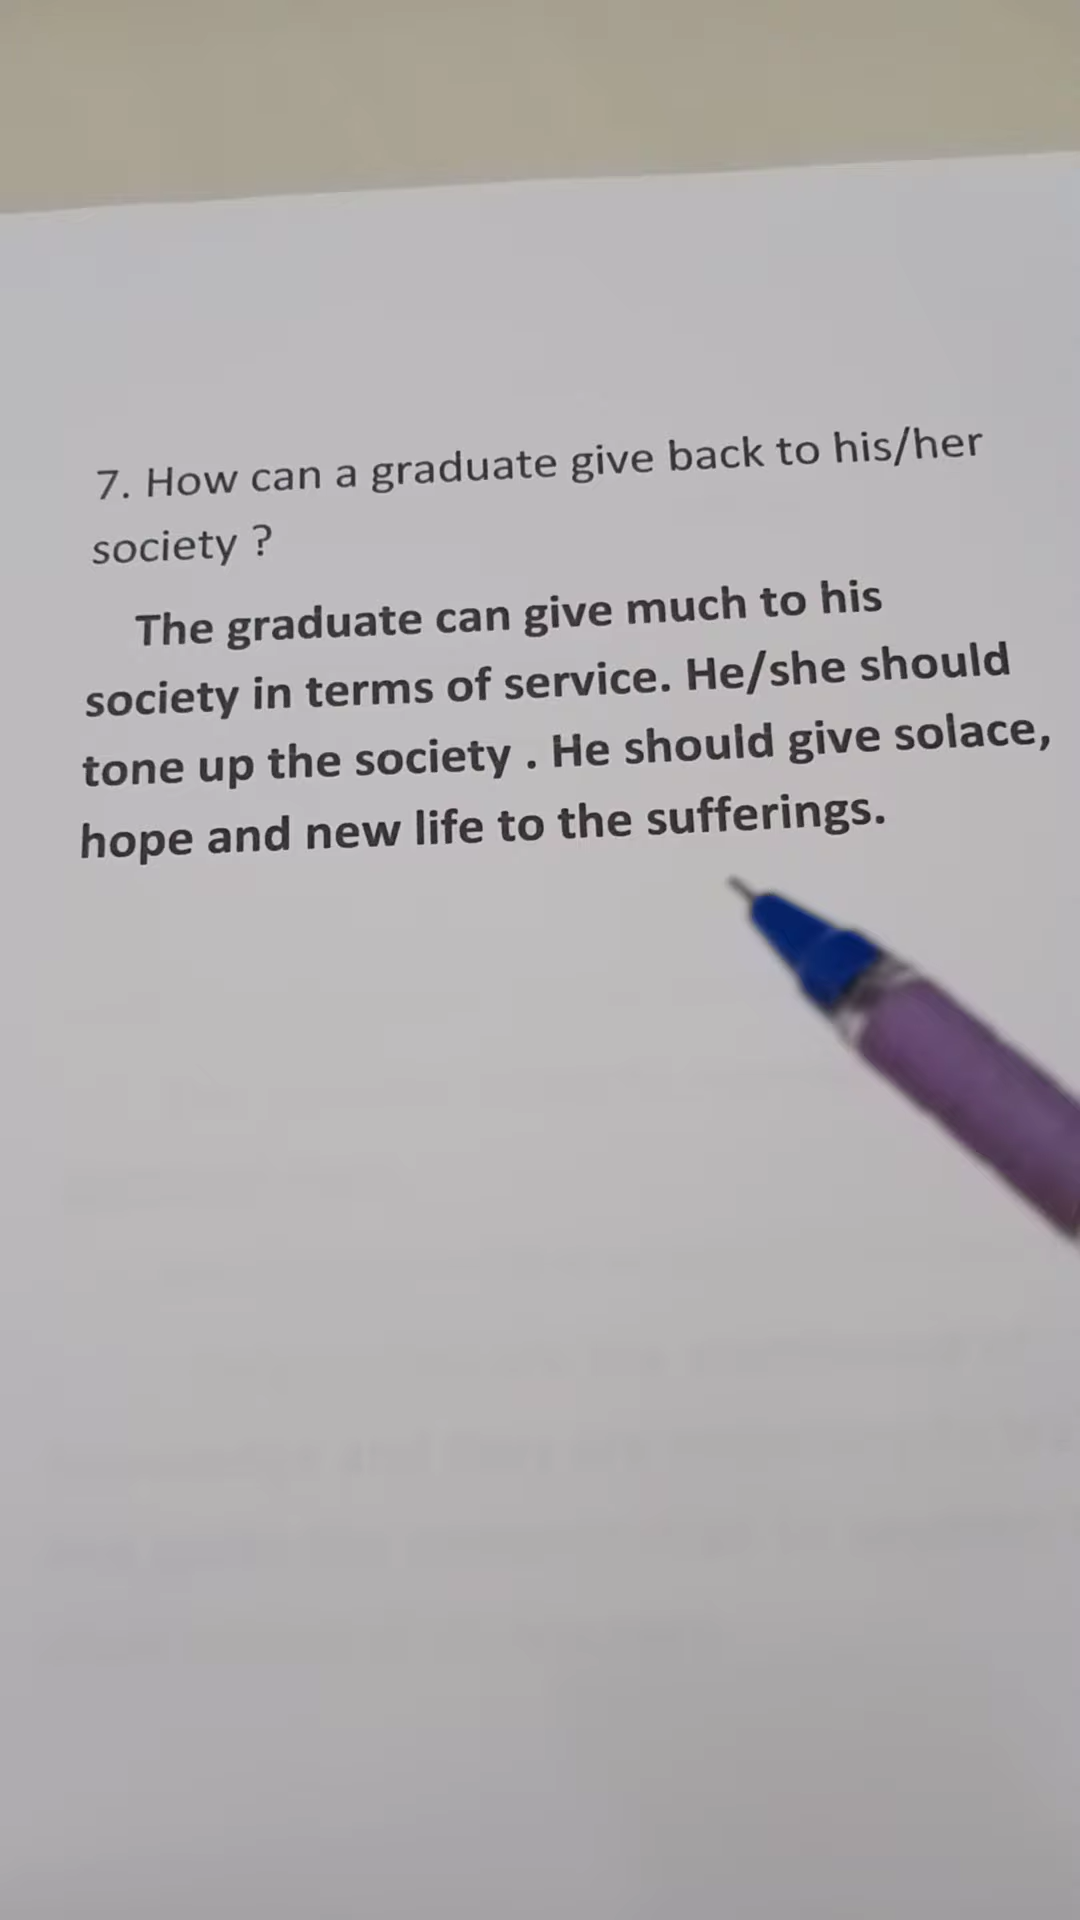 7. How can a graduate give back to his/her
society ?
The graduate can give much to his
society in terms of service. He/she should
tone up the society . He should give solace,
hope and new life to the sufferings.